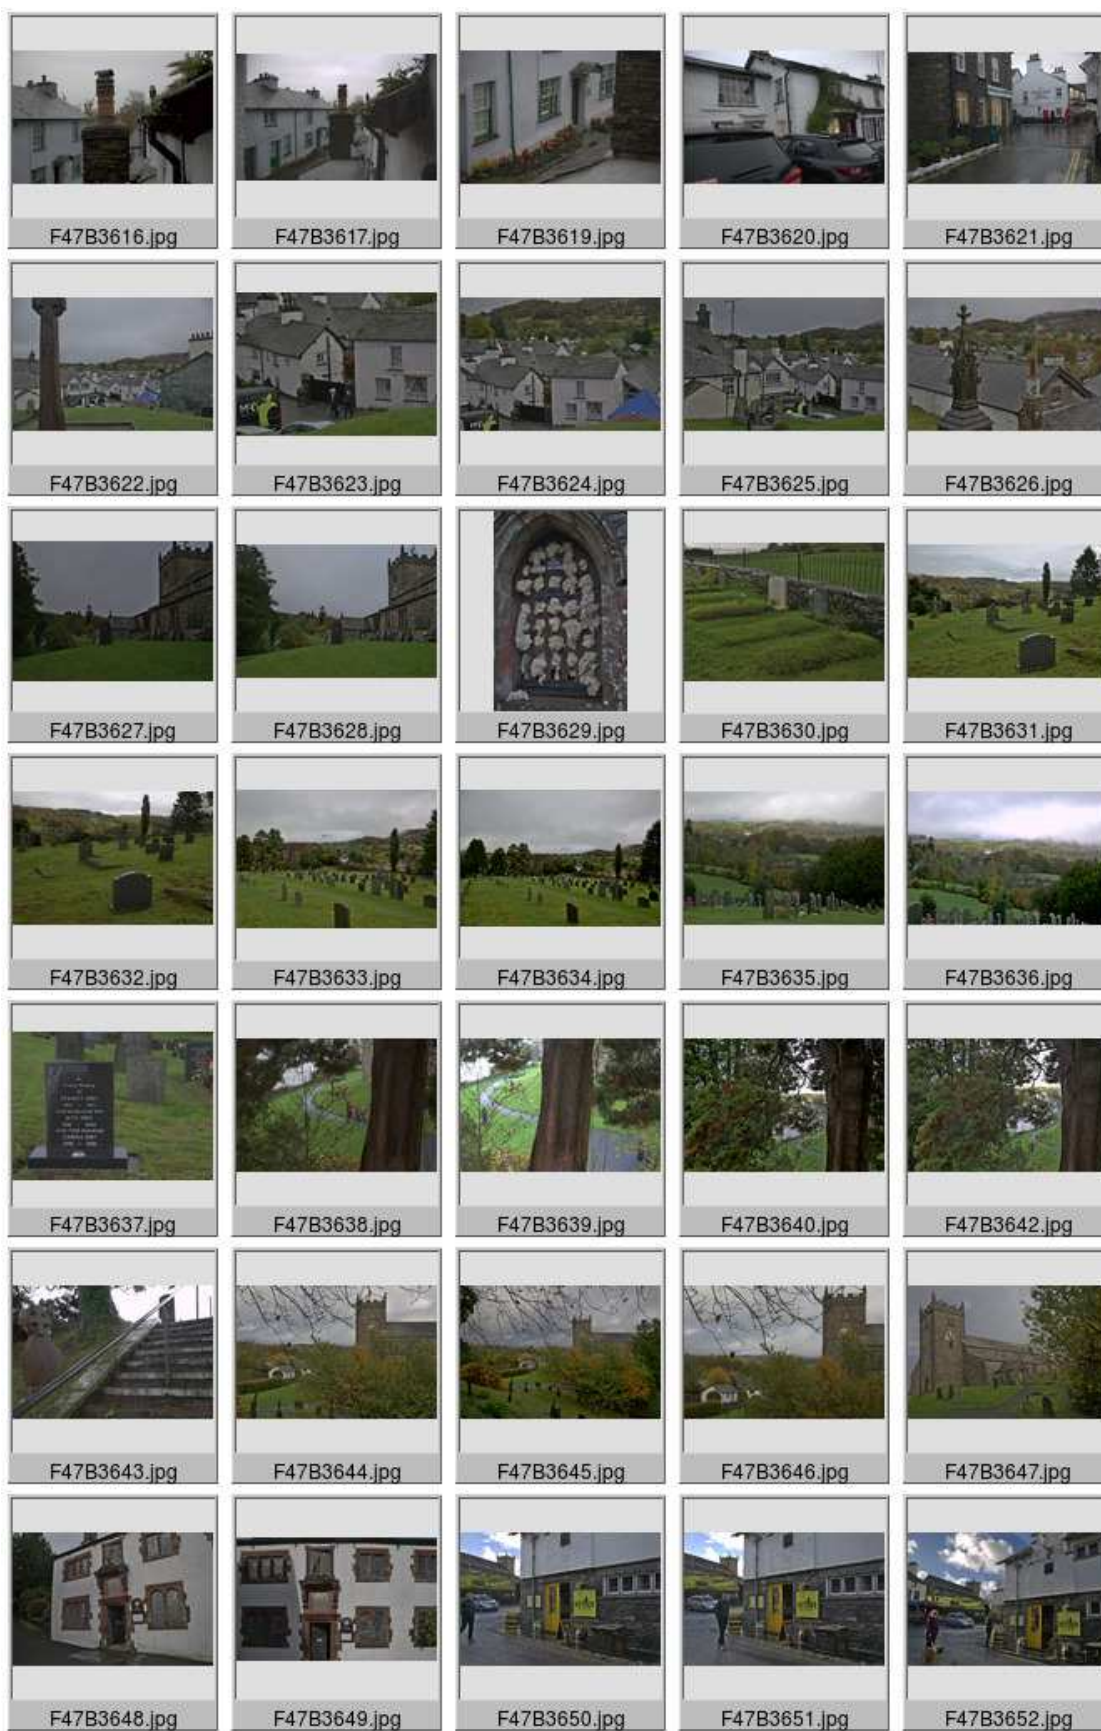 F47B3616.jpg F47B3617.jpg F47B3619.jpg F47B3620.jpg F47B3621.jpg
F47B3622.jpg F47B3623.jpg F47B3624.jpg F47B3625.jpg F47B3626.jpg
F47B3627.jpg F47B3628.jpg F47B3629.jpg F47B3630.jpg F47B3631.jpg
F47B3632.jpg F47B3633.jpg F47B3634.jpg F47B3635.jpg F47B3636.jpg
F47B3637.jpg F47B3638.jpg F47B3639.jpg F47B3640.jpg F47B3642.jpg
F47B3643.jpg F47B3644.jpg F47B3645.jpg F47B3646.jpg F47B3647.jpg
F47B3648.jpg F47B3649.jpg F47B3650.jpg F47B3651.jpg F47B3652.jpg